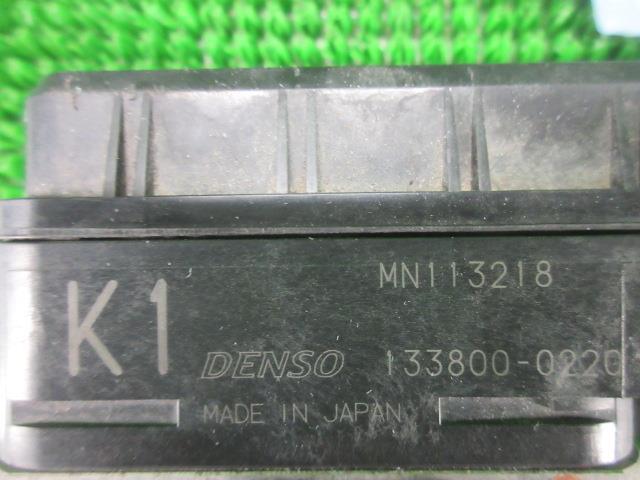 MN113218
K1
DENSO 133800-0220
MADE IN JAPAN